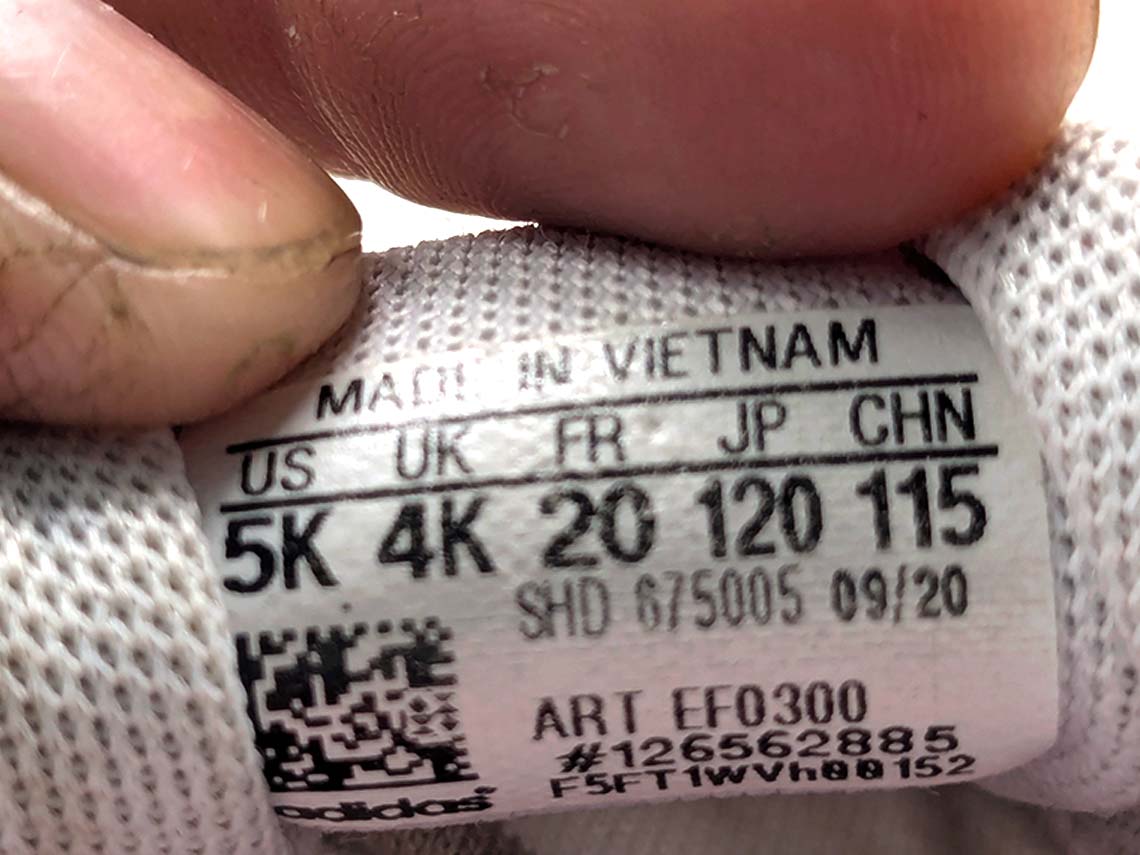 MADE IN VIETNAM
US UK FR JP CHN
5K 4K 20 120 115
SHD 675005 09/20
ART EF0300
#126562885
F5FT1WVh00152
adidas